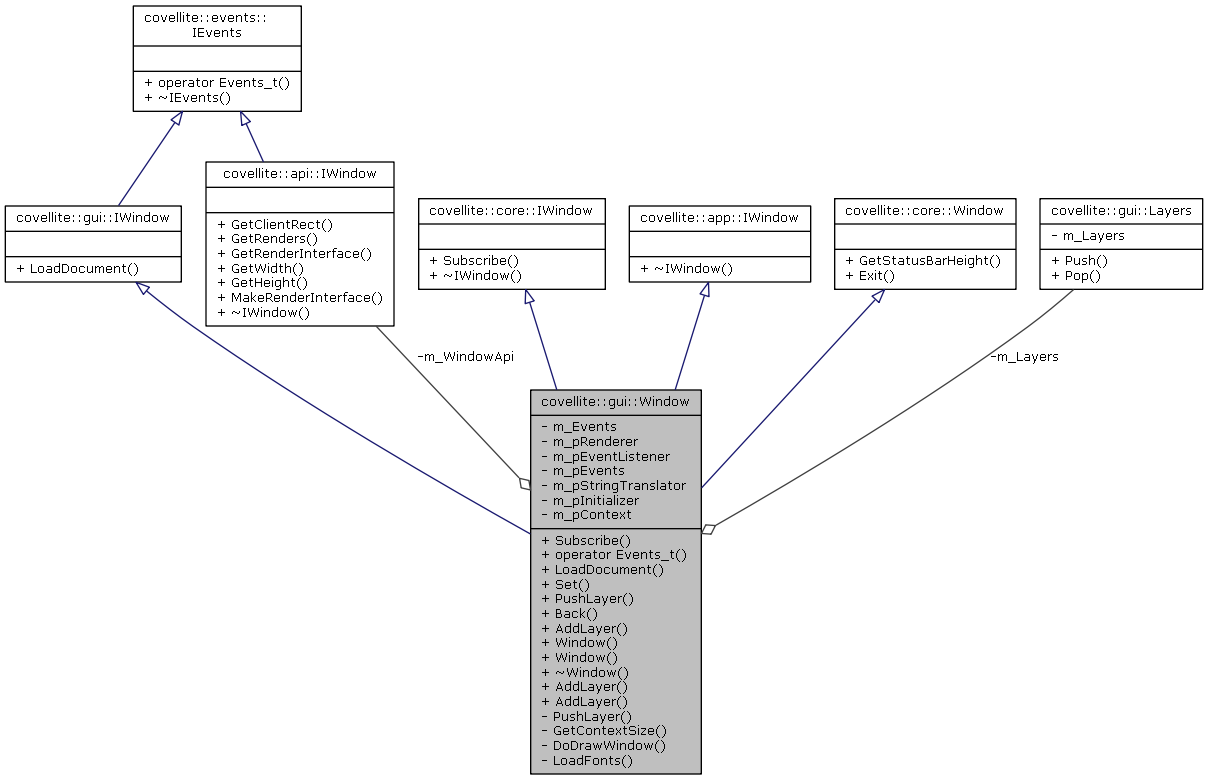 covellite::events::
IEvents
+ operator Events_t()
+ ~IEvents()
covellite::gui::IWindow
+ LoadDocument()
covellite::api::IWindow
+ GetClientRect()
+ GetRenders()
+ GetRenderInterface()
+ GetWidth()
+ GetHeight()
+ MakeRenderInterface()
+ ~IWindow()
covellite::core::IWindow
+ Subscribe()
+ ~IWindow()
covellite::app::IWindow
+ ~IWindow()
covellite::core::Window
+ GetStatusBarHeight()
+ Exit()
covellite::gui::Layers
- m_Layers
+ Push()
+ Pop()
-m_WindowApi
-m_Layers
covellite::gui::Window
- m_Events
- m_pRenderer
- m_pEventListener
- m_pEvents
- m_pStringTranslator
- m_pInitializer
- m_pContext
+ Subscribe()
+ operator Events_t()
+ LoadDocument()
+ Set()
+ PushLayer()
+ Back()
+ AddLayer()
+ Window()
+ Window()
+ ~Window()
+ AddLayer()
+ AddLayer()
- PushLayer()
- GetContextSize()
- DoDrawWindow()
- LoadFonts()